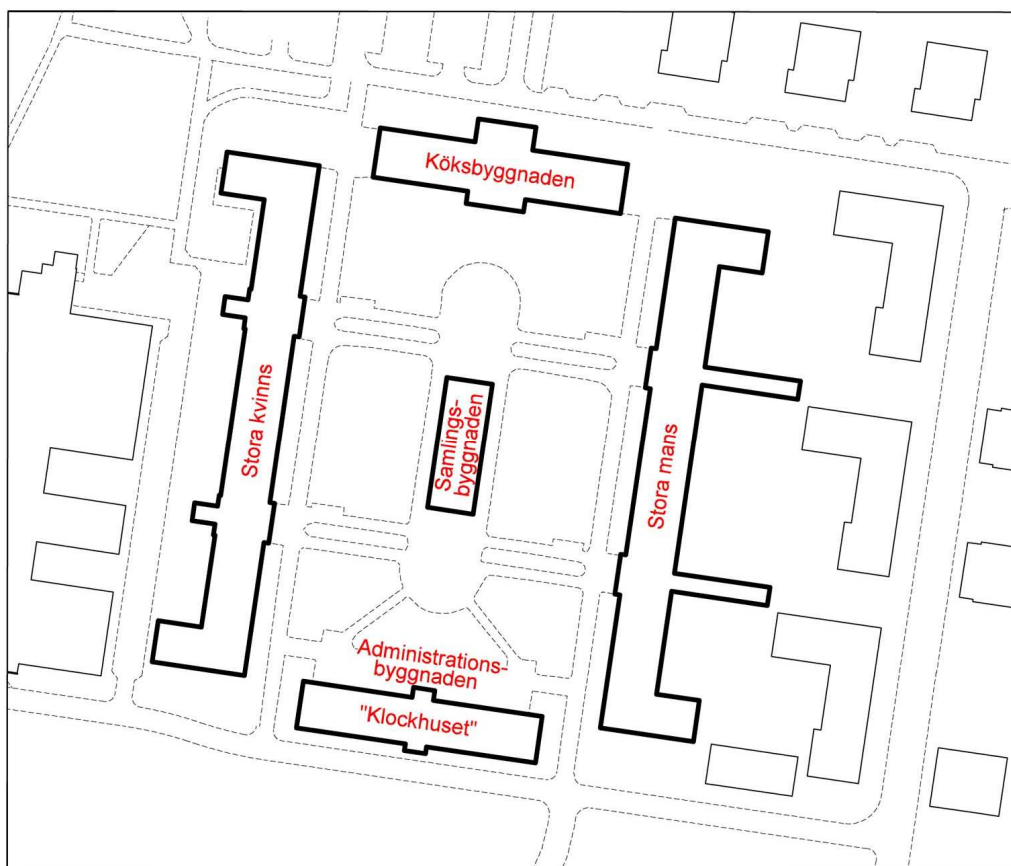 Köksbyggnaden
Stora kvinns
Samlings-
byggnaden
Stora mans
Administrations-
byggnaden
"Klockhuset"